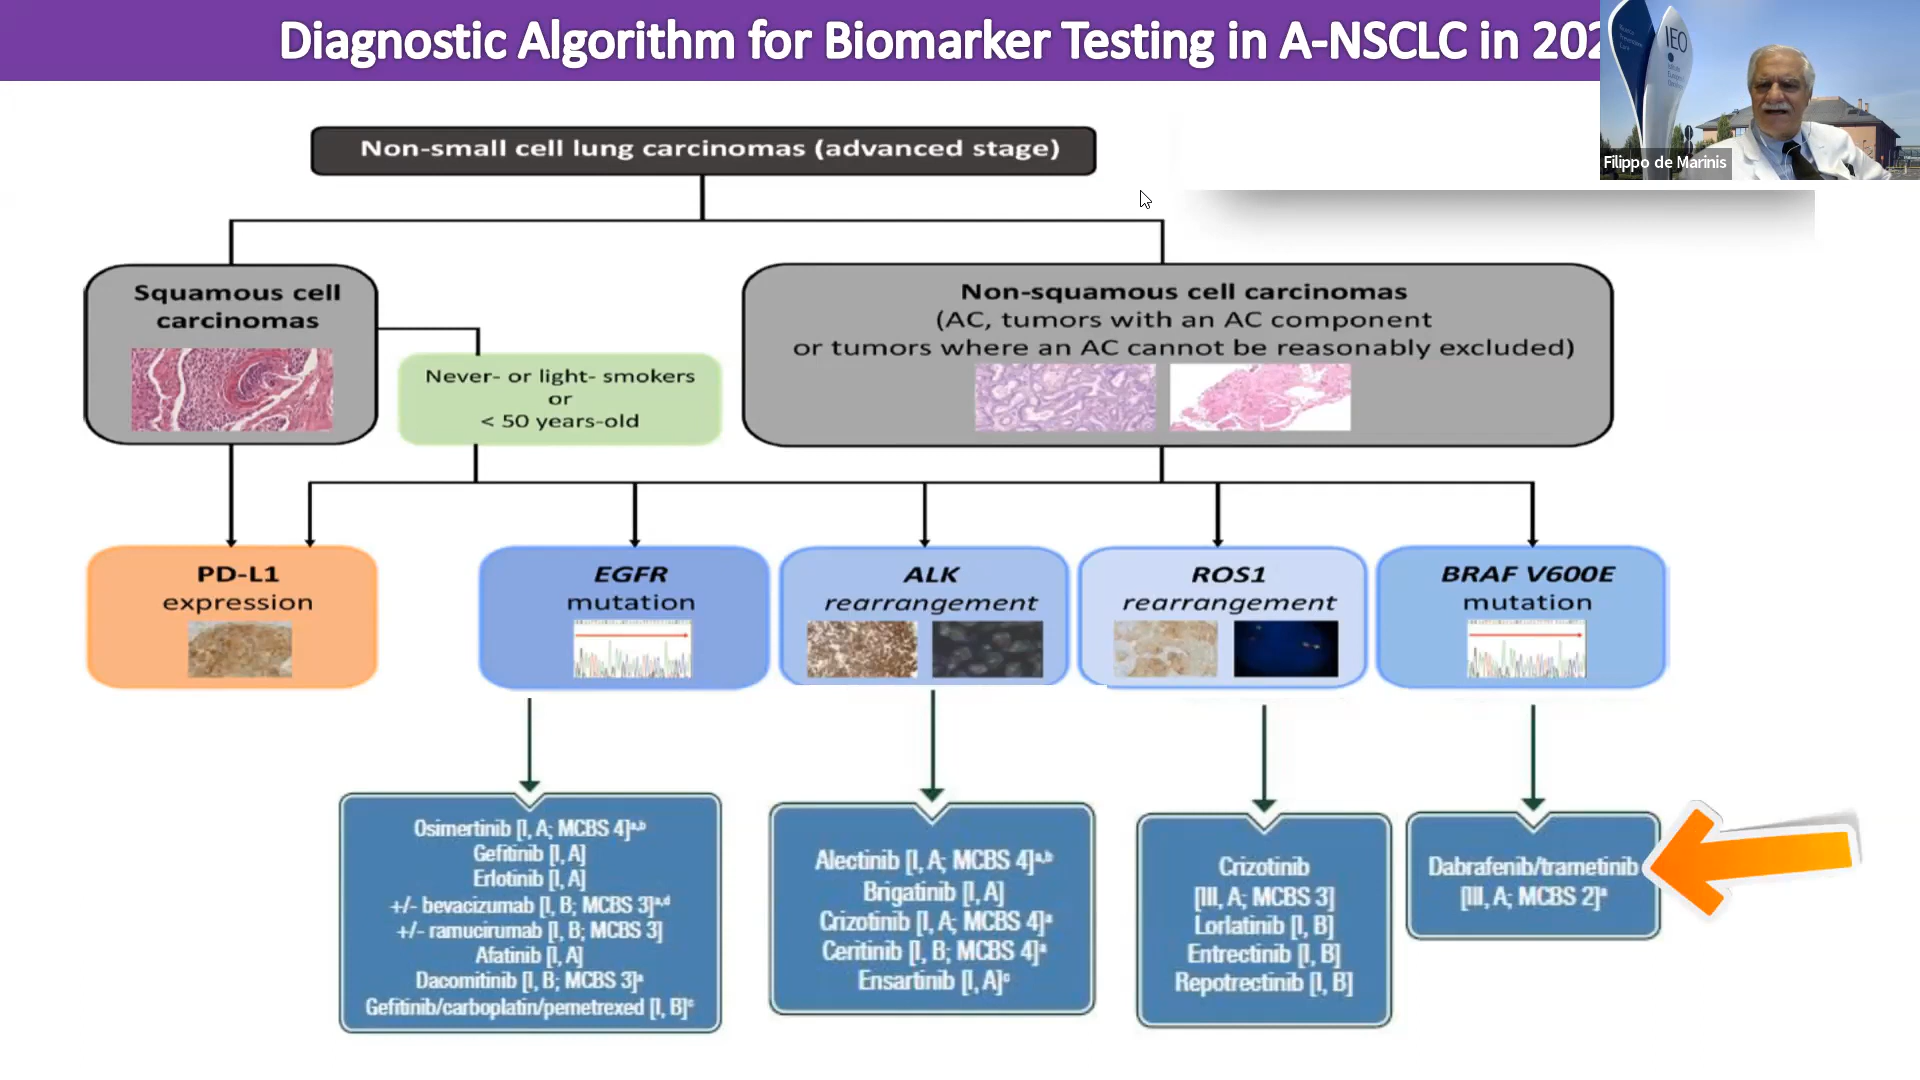 Diagnostic Algorithm for Biomarker Testing in A-NSCLC in 202
IEO
Filippo de Marinis
Non-small cell lung carcinomas (advanced stage)
Squamous cell
carcinomas
Never- or light- smokers
or
< 50 years-old
Non-squamous cell carcinomas
(AC, tumors with an AC component
or tumors where an AC cannot be reasonably excluded)
PD-L1
expression
EGFR
mutation
ALK
rearrangement
ROS1
rearrangement
BRAF V600E
mutation
Osimertinib [I, A; MCBS 4]a,b
Gefitinib [I, A]
Erlotinib [I, A]
+/- bevacizumab [I, B; MCBS 3]a,d
+/- ramucirumab [I, B; MCBS 3]
Afatinib [I, A]
Dacomitinib [I, B; MCBS 3]a
Gefitinib/carboplatin/pemetrexed [I, B]c
Alectinib [I, A; MCBS 4]a,b
Brigatinib [I, A]
Crizotinib [I, A; MCBS 4]a
Ceritinib [I, B; MCBS 4]a
Ensartinib [I, A]c
Crizotinib
[III, A; MCBS 3]
Lorlatinib [I, B]
Entrectinib [I, B]
Repotrectinib [I, B]
Dabrafenib/trametinib
[III, A; MCBS 2]a